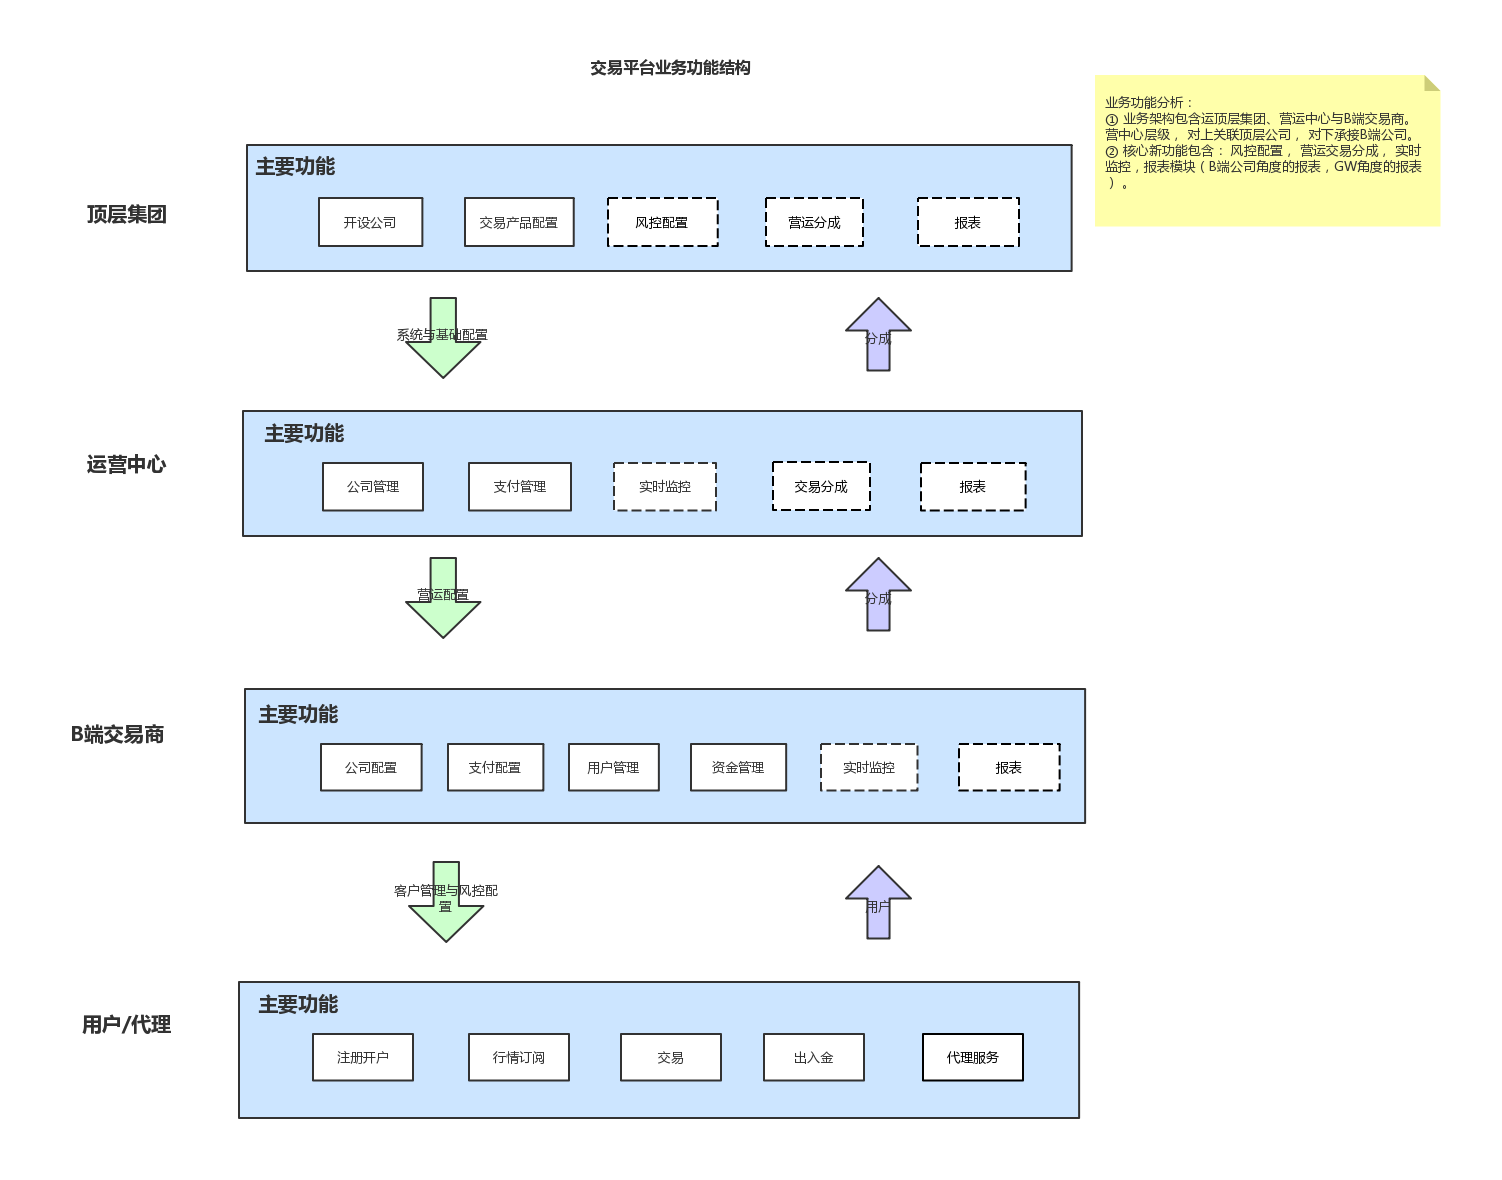 交易平台业务功能结构
业务功能分析：
① 业务架构包含运顶层集团、营运中心与B端交易商。
营中心层级， 对上关联顶层公司， 对下承接B端公司。
② 核心新功能包含： 风控配置， 营运交易分成， 实时
监控，报表模块（B端公司角度的报表，GW角度的报表
）。
顶层集团
主要功能
开设公司
交易产品配置
风控配置
营运分成
报表
系统与基础配置
分成
运营中心
主要功能
公司管理
支付管理
实时监控
交易分成
报表
营运配置
分成
B端交易商
主要功能
公司配置
支付配置
用户管理
资金管理
实时监控
报表
客户管理与风控配
置
用户
用户/代理
主要功能
注册开户
行情订阅
交易
出入金
代理服务